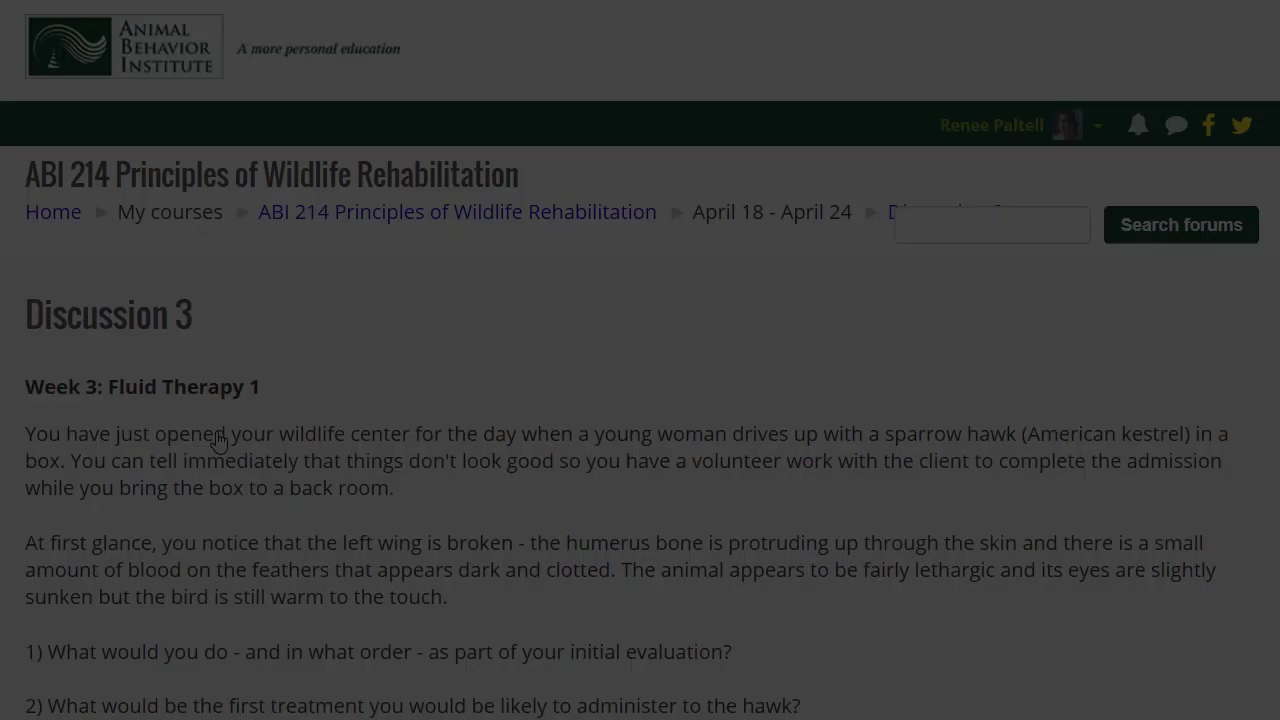 ANIMAL
BEHAVIOR
INSTITUTE
A more personal education
Renee Paltell
ABI 214 Principles of Wildlife Rehabilitation
Home My courses ABI 214 Principles of Wildlife Rehabilitation April 18 - April 24
Search forums
Discussion 3
Week 3: Fluid Therapy 1
You have just opened your wildlife center for the day when a young woman drives up with a sparrow hawk (American kestrel) in a
box. You can tell immediately that things don't look good so you have a volunteer work with the client to complete the admission
while you bring the box to a back room.
At first glance, you notice that the left wing is broken - the humerus bone is protruding up through the skin and there is a small
amount of blood on the feathers that appears dark and clotted. The animal appears to be fairly lethargic and its eyes are slightly
sunken but the bird is still warm to the touch.
1) What would you do - and in what order - as part of your initial evaluation?
2) What would be the first treatment you would be likely to administer to the hawk?